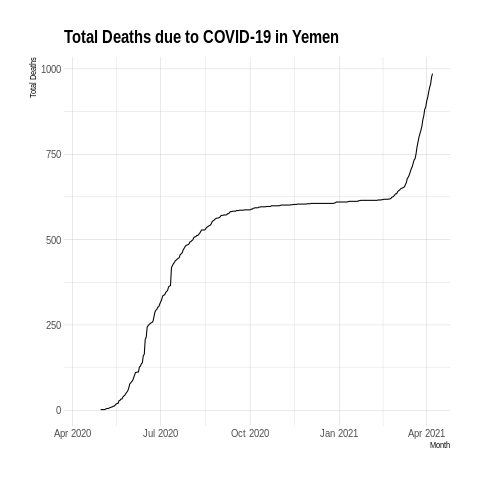 Total Deaths due to COVID-19 in Yemen
Total Deaths
1000
750
500
250
0
Apr 2020
Jul 2020
Oct 2020
Jan 2021
Apr 2021
Month